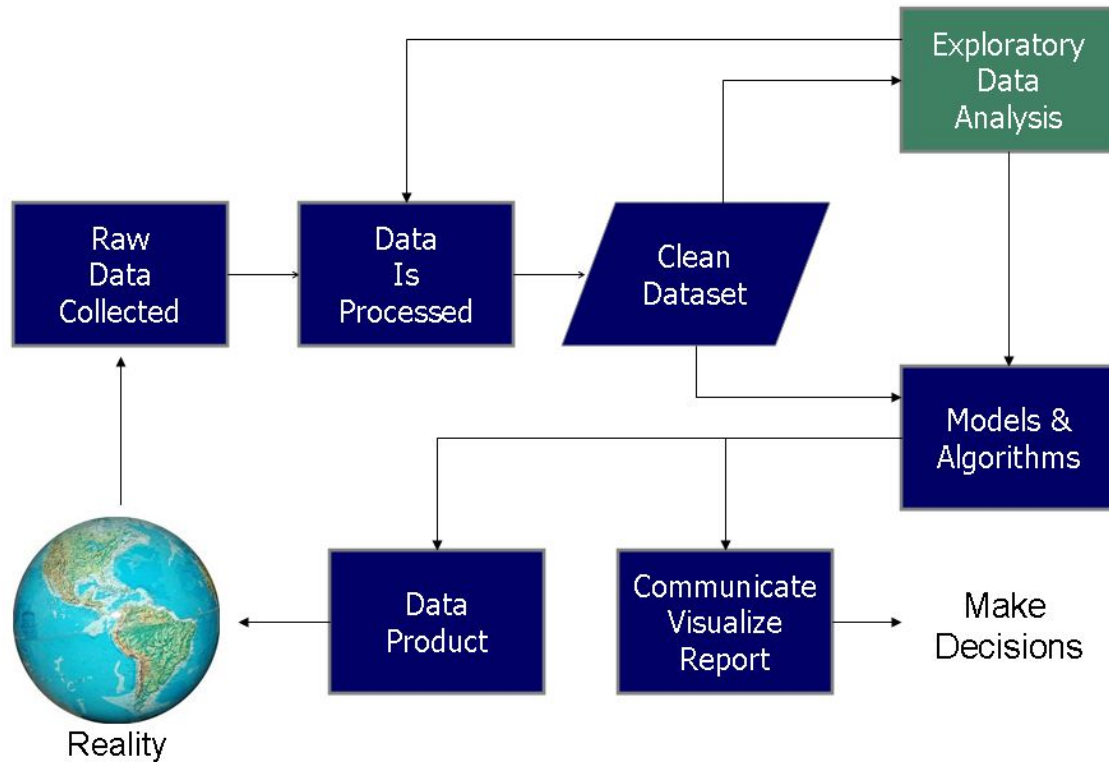 Exploratory
Data
Analysis
Raw
Data
Collected
Data
Is
Processed
Clean
Dataset
Models &
Algorithms
Data
Product
Communicate
Visualize
Report
Make
Decisions
Reality